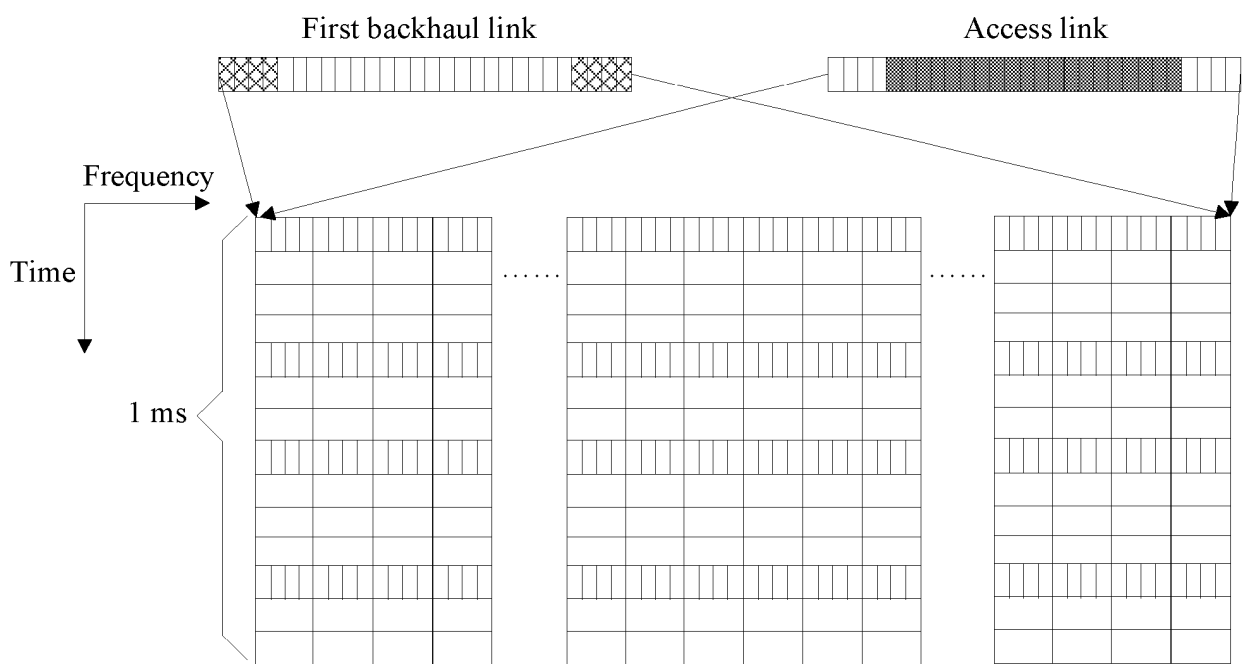 First backhaul link
Access link
Frequency
Time
......
......
1 ms